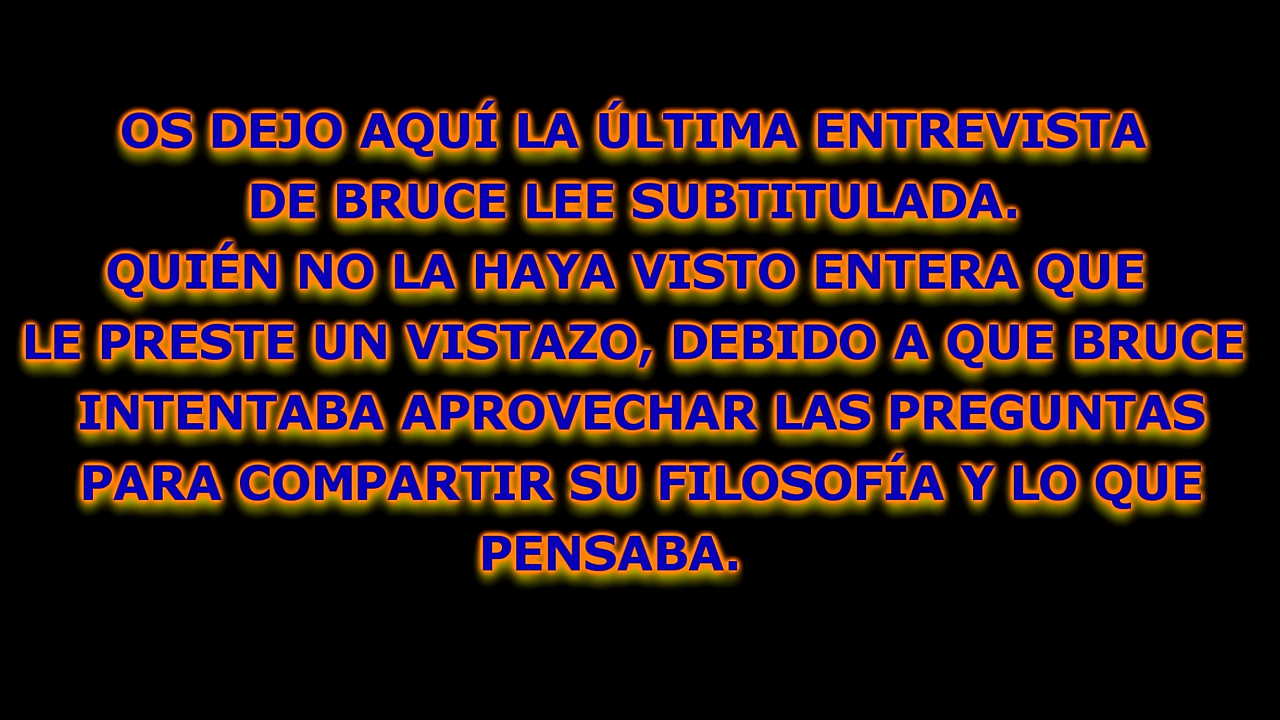 OS DEJO AQUÍ LA ÚLTIMA ENTREVISTA
DE BRUCE LEE SUBTITULADA.
QUIÉN NO LA HAYA VISTO ENTERA QUE
LE PRESTE UN VISTAZO, DEBIDO A QUE BRUCE
INTENTABA APROVECHAR LAS PREGUNTAS
PARA COMPARTIR SU FILOSOFÍA Y LO QUE
PENSABA.